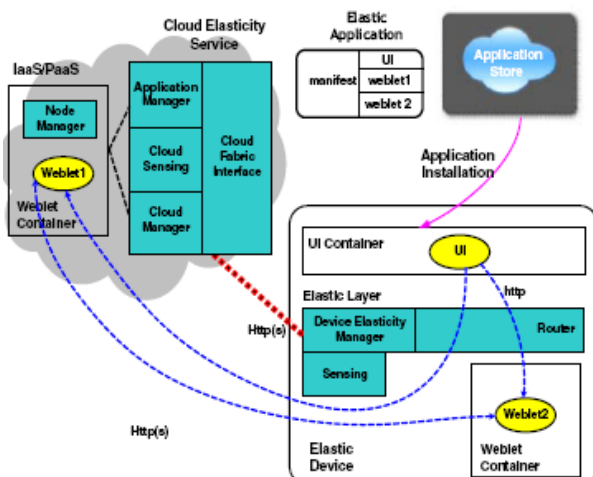 Cloud Elasticity
Service
Elastic
Application
UI
manifest
weblet1
weblet 2
Application
Store
IaaS/PaaS
Node
Manager
Weblet1
Weblet
Container
Application
Manager
Cloud
Sensing
Cloud
Manager
Cloud
Fabric
Interface
Application
Installation
UI Container
UI
http
Elastic Layer
Http(s)
Device Elasticity
Manager
Router
Sensing
Weblet2
Http(s)
Elastic
Device
Weblet
Container